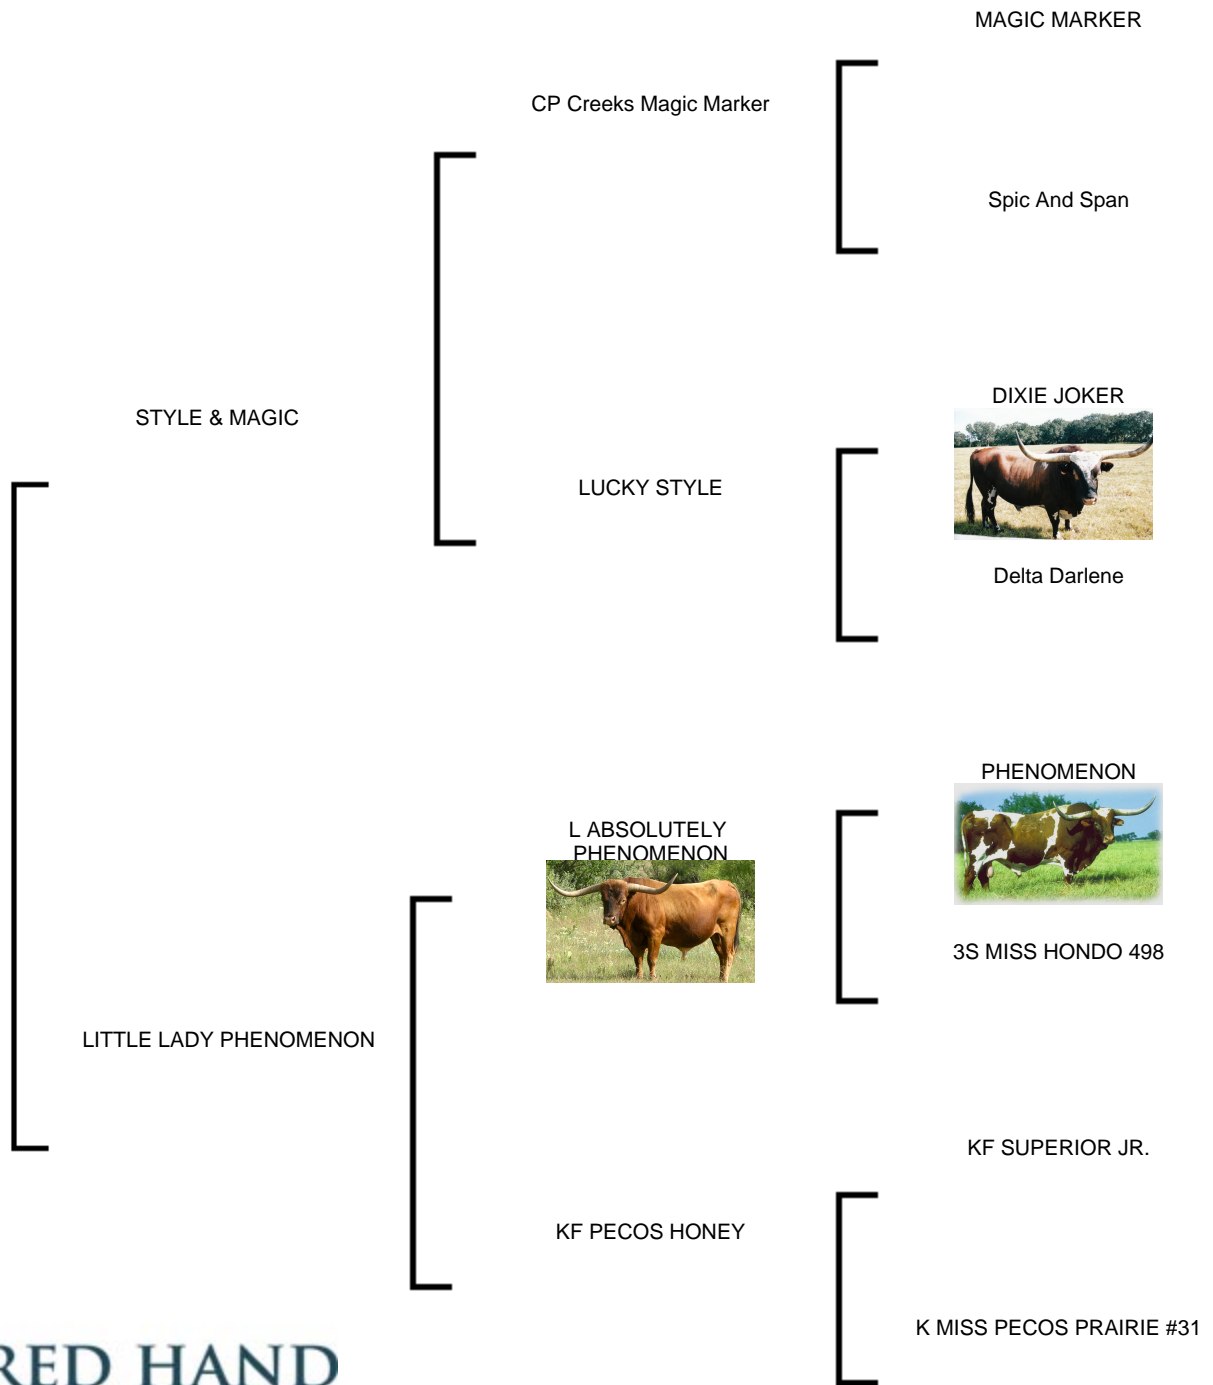 MAGIC MARKER
CP Creeks Magic Marker
Spic And Span
DIXIE JOKER
STYLE & MAGIC
LUCKY STYLE
Delta Darlene
PHENOMENON
L ABSOLUTELY
PHENOMENON
3S MISS HONDO 498
LITTLE LADY PHENOMENON
KF SUPERIOR JR.
KF PECOS HONEY
K MISS PECOS PRAIRIE #31
RED HAND